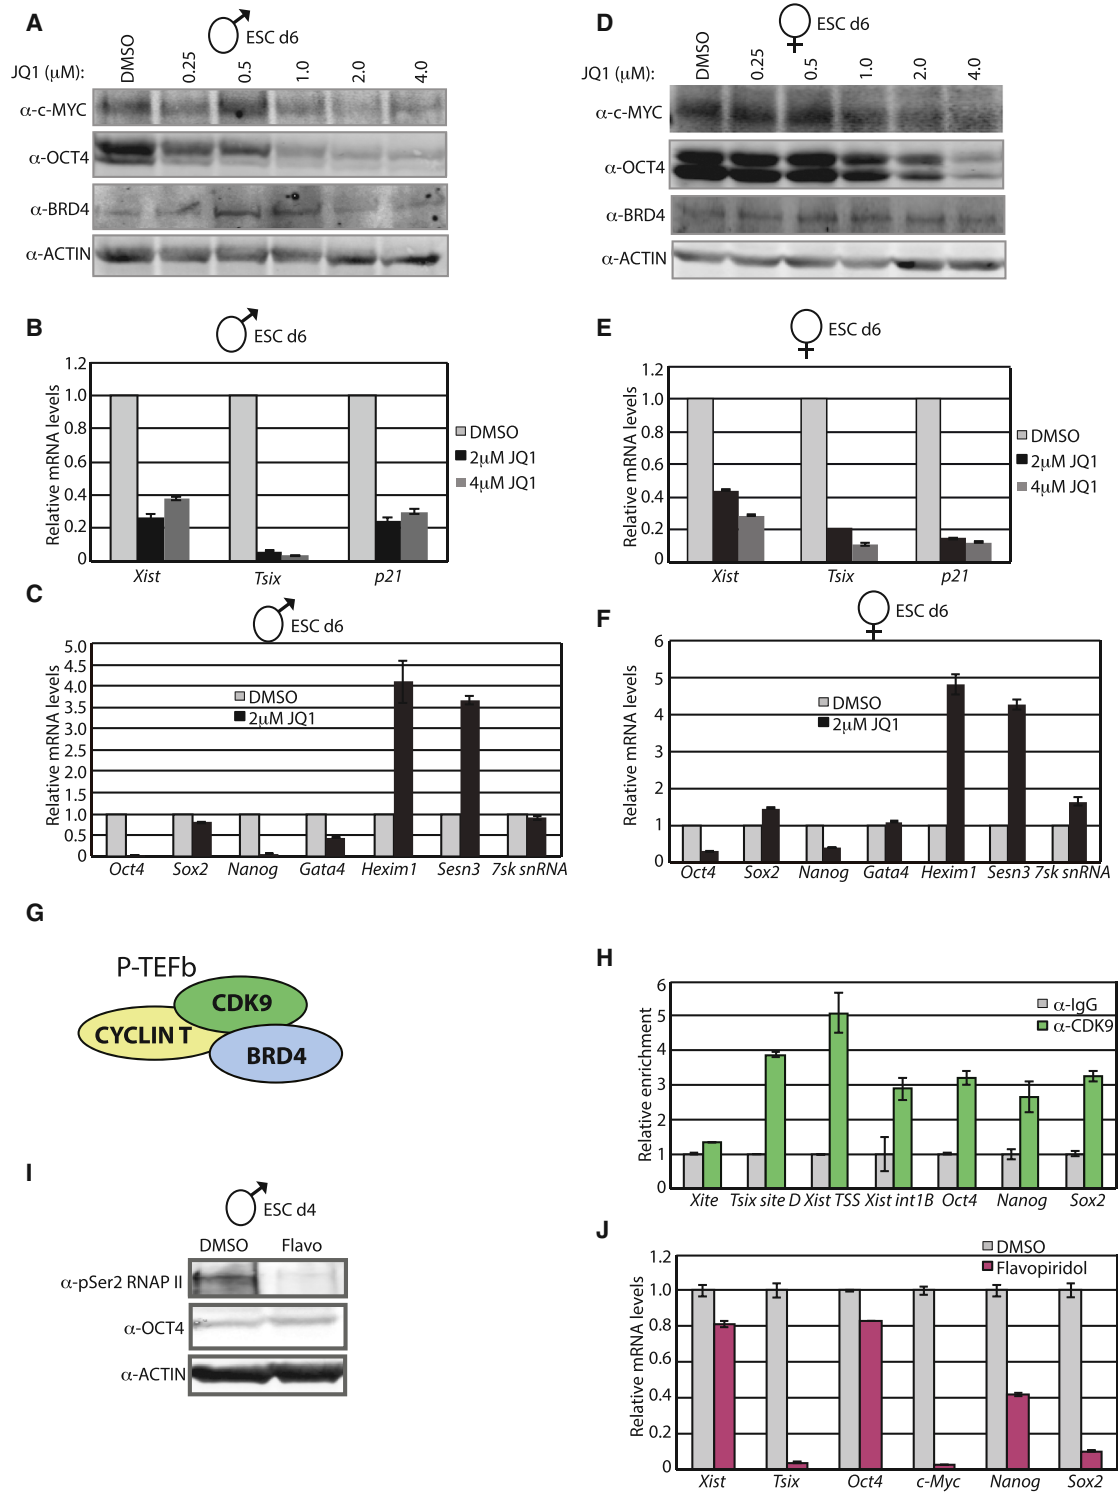 A
ESC d6
JQ1 (µM):
DMSO
0.25
0.5
1.0
2.0
4.0
α-c-MYC
α-OCT4
α-BRD4
α-ACTIN
D
ESC d6
JQ1 (µM):
DMSO
0.25
0.5
1.0
2.0
4.0
α-c-MYC
α-OCT4
α-BRD4
α-ACTIN
B
ESC d6
Relative mRNA levels
1.2
1.0
0.8
0.6
0.4
0.2
0
Xist
Tsix
p21
DMSO
2µM JQ1
4µM JQ1
E
ESC d6
Relative mRNA levels
1.2
1.0
0.8
0.6
0.4
0.2
0
Xist
Tsix
p21
DMSO
2µM JQ1
4µM JQ1
C
ESC d6
Relative mRNA levels
5.0
4.5
4.0
3.5
3.0
2.5
2.0
1.5
1.0
0.5
0
DMSO
2µM JQ1
Oct4
Sox2
Nanog
Gata4
Hexim1
Sesn3
7sk snRNA
F
ESC d6
Relative mRNA levels
6
5
4
3
2
1
0
DMSO
2µM JQ1
Oct4
Sox2
Nanog
Gata4
Hexim1
Sesn3
7sk snRNA
G
P-TEFb
CDK9
CYCLIN T
BRD4
H
Relative enrichment
6
5
4
3
2
1
0
α-IgG
α-CDK9
Xite
Tsix site D
Xist TSS
Xist int1B
Oct4
Nanog
Sox2
I
ESC d4
DMSO
Flavo
α-pSer2 RNAP II
α-OCT4
α-ACTIN
J
Relative mRNA levels
1.2
1.0
0.8
0.6
0.4
0.2
0
DMSO
Flavopiridol
Xist
Tsix
Oct4
c-Myc
Nanog
Sox2